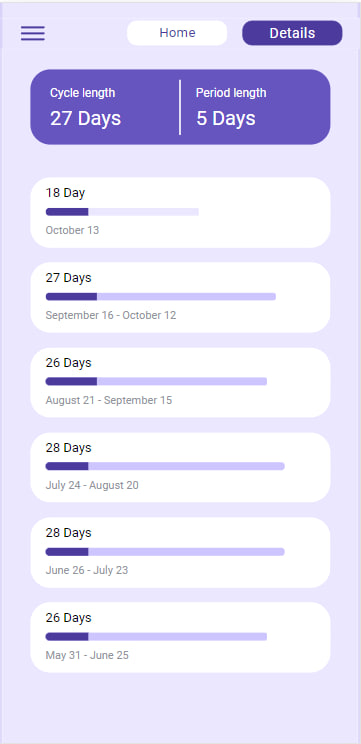 Home
Details
Cycle length
Period length
27 Days
5 Days
18 Day
October 13
27 Days
September 16 - October 12
26 Days
August 21 - September 15
28 Days
July 24 - August 20
28 Days
June 26 - July 23
26 Days
May 31 - June 25